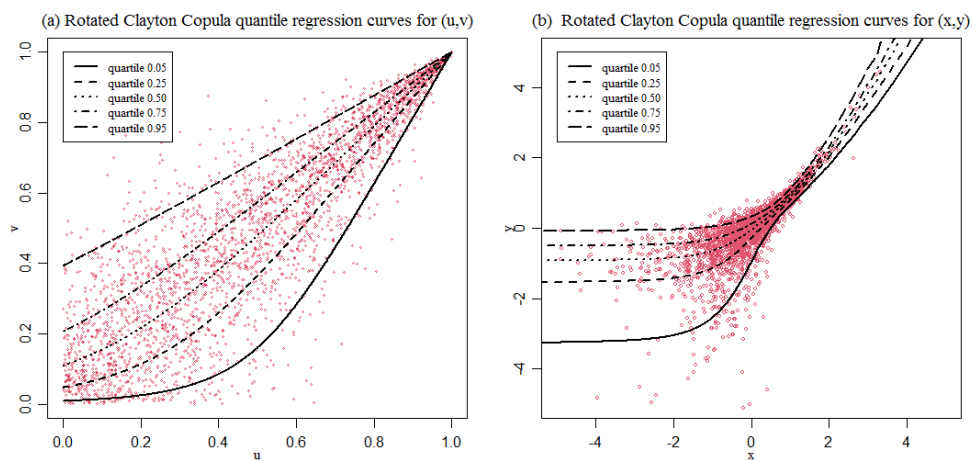 (a) Rotated Clayton Copula quantile regression curves for (u,v)
quartile 0.05
quartile 0.25
quartile 0.50
quartile 0.75
quartile 0.95
v
0.0
0.2
0.4
0.6
0.8
1.0
0.0 0.2 0.4 0.6 0.8 1.0
u
(b) Rotated Clayton Copula quantile regression curves for (x,y)
quartile 0.05
quartile 0.25
quartile 0.50
quartile 0.75
quartile 0.95
y
4
2
0
-2
-4
-4 -2 0 2 4
x